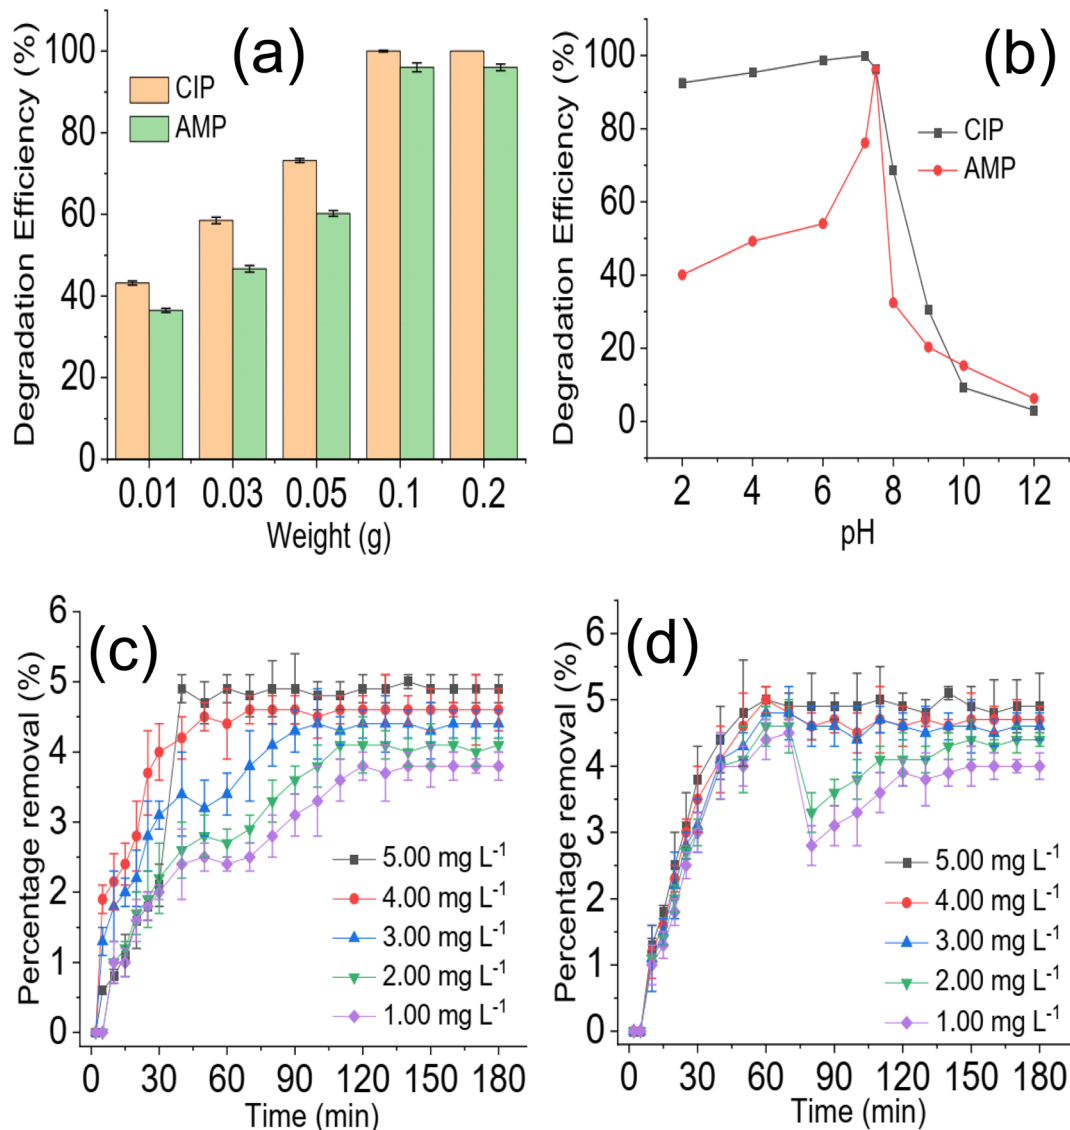 (a)
Degradation Efficiency (%)
100
80
60
40
20
0
CIP
AMP
0.01 0.03 0.05 0.1 0.2
Weight (g)
(b)
Degradation Efficiency (%)
100
80
60
40
20
0
CIP
AMP
2 4 6 8 10 12
pH
(c)
Percentage removal (%)
6
5
4
3
2
1
0
5.00 mg L⁻¹
4.00 mg L⁻¹
3.00 mg L⁻¹
2.00 mg L⁻¹
1.00 mg L⁻¹
0 30 60 90 120 150 180
Time (min)
(d)
Percentage removal (%)
6
5
4
3
2
1
0
5.00 mg L⁻¹
4.00 mg L⁻¹
3.00 mg L⁻¹
2.00 mg L⁻¹
1.00 mg L⁻¹
0 30 60 90 120 150 180
Time (min)